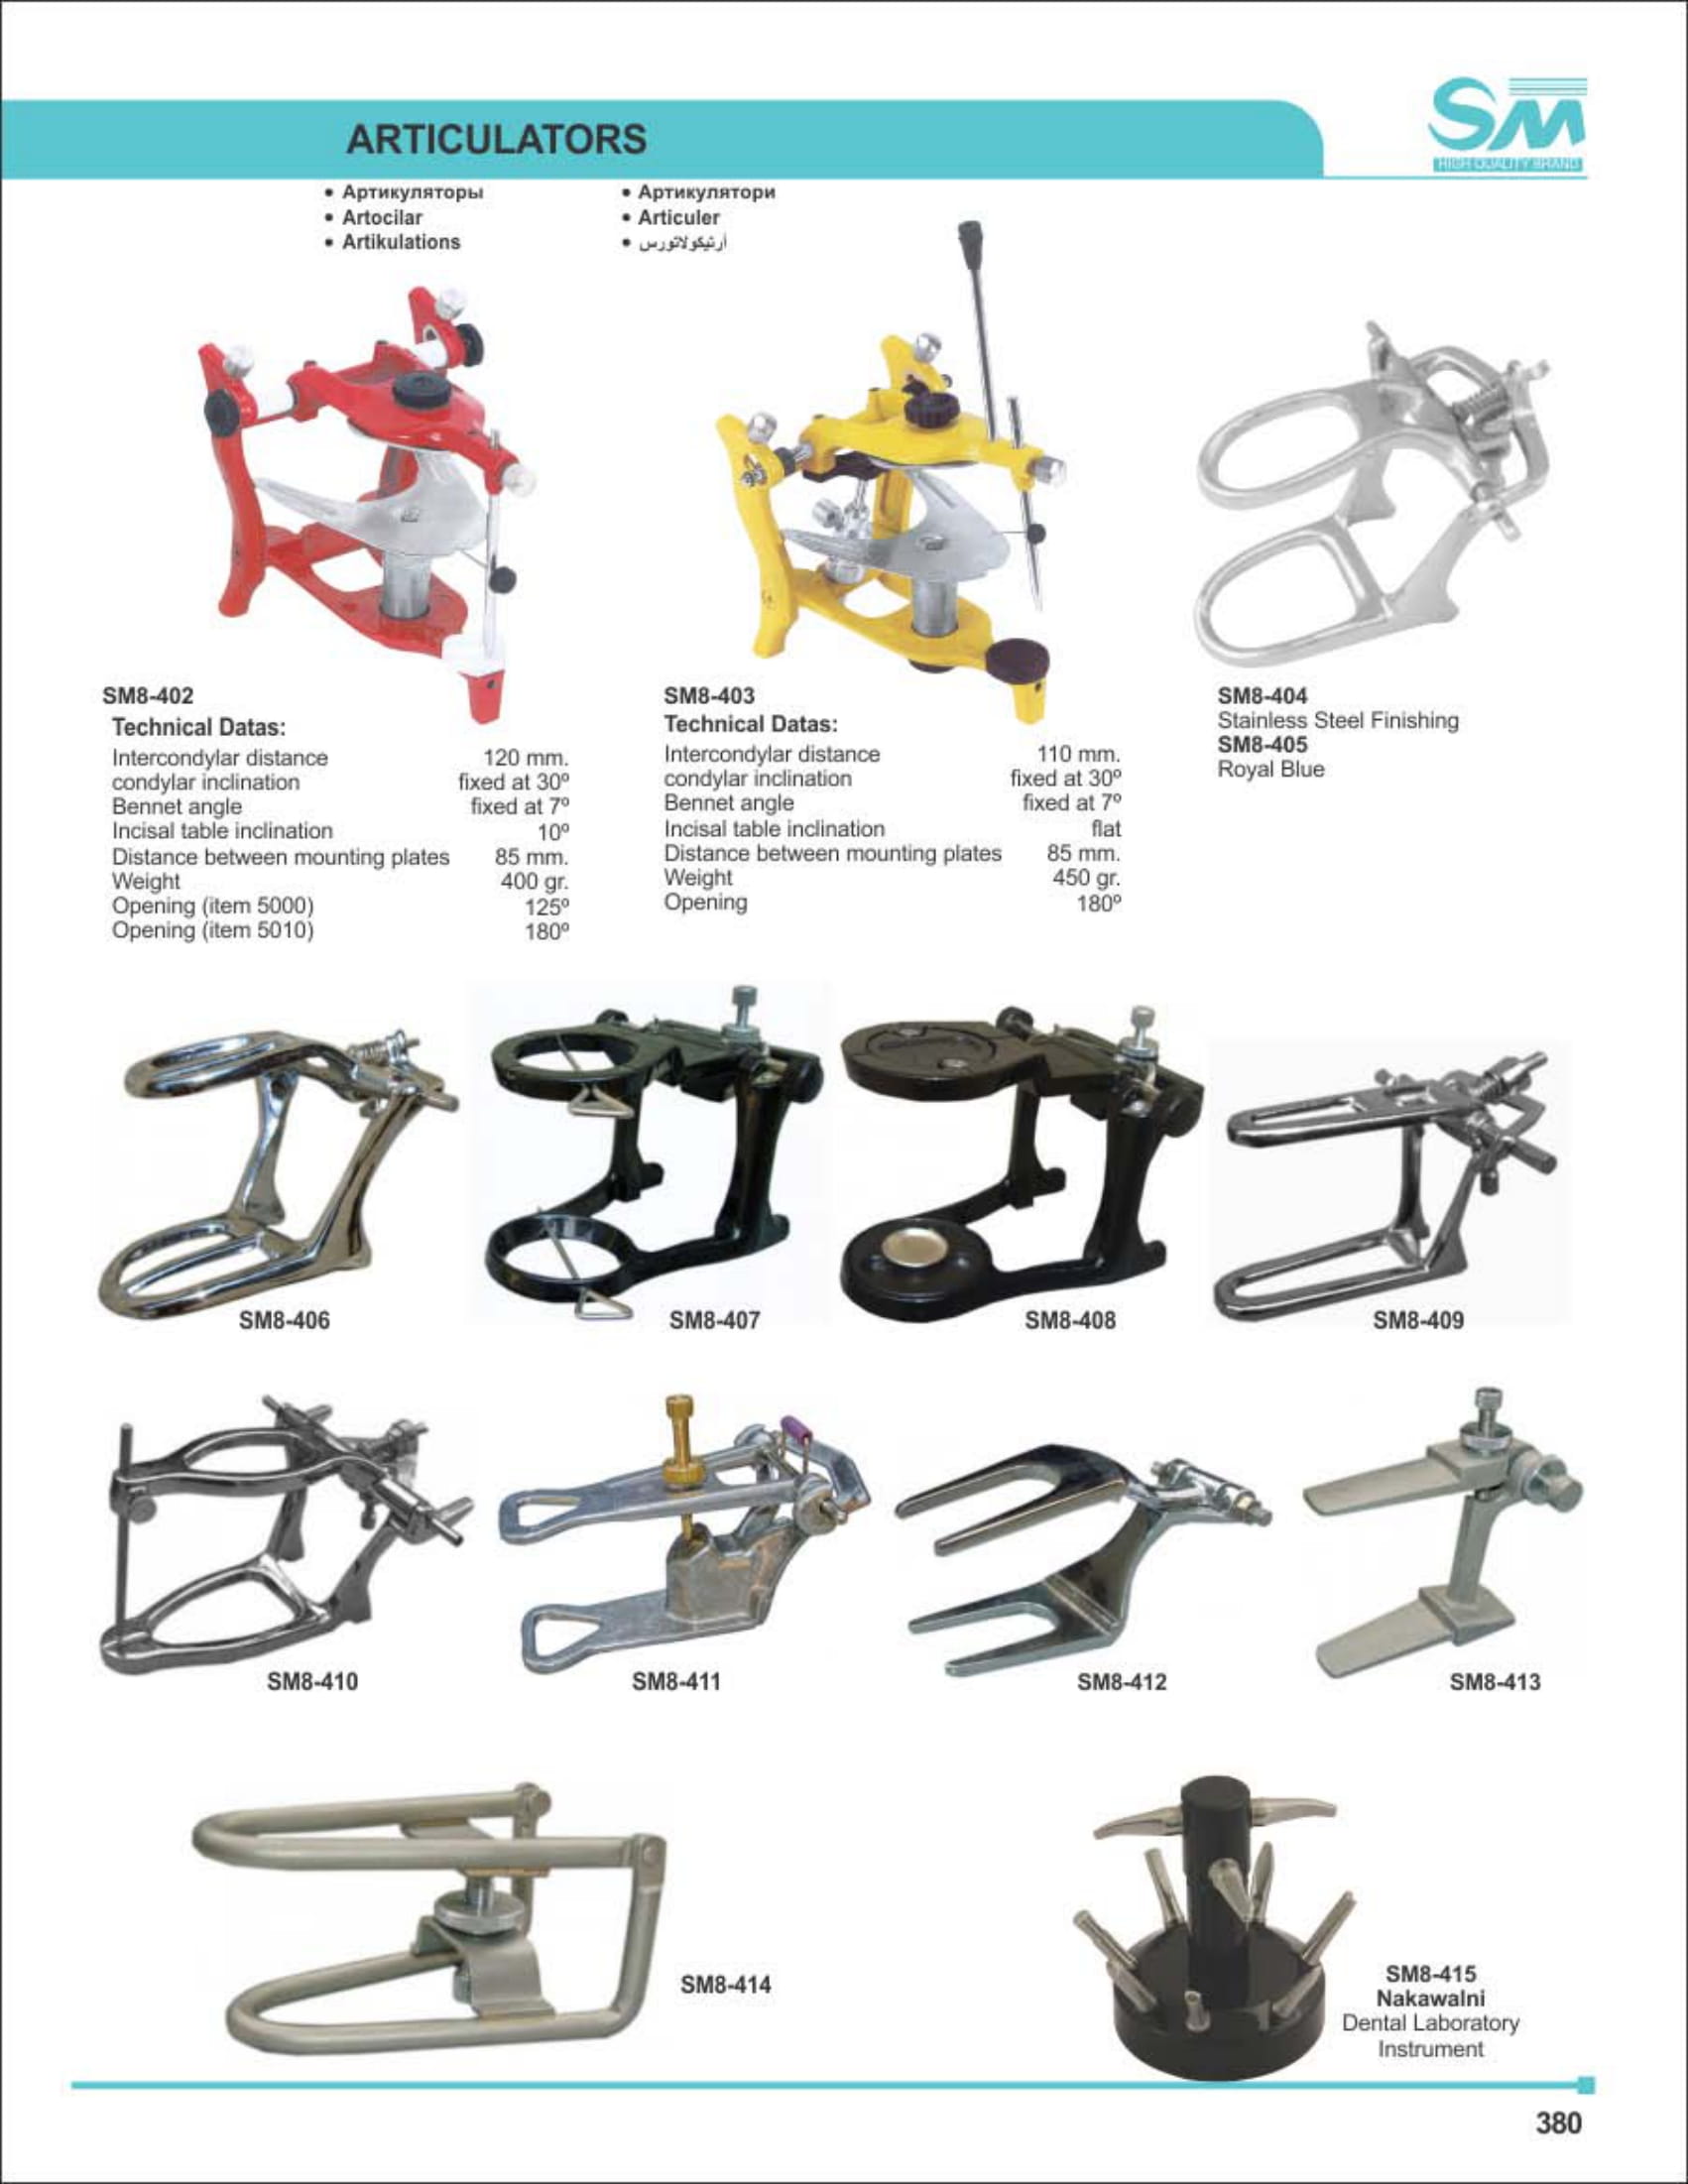 SM
HIGH QUALITY BRAND
ARTICULATORS
• Артикуляторы
• Artocilar
• Artikulations
• Артикулятори
• Articuler
• أرتيكولاتورس
SM8-402
Technical Datas:
Intercondylar distance 120 mm.
condylar inclination fixed at 30º
Bennet angle fixed at 7º
Incisal table inclination 10º
Distance between mounting plates 85 mm.
Weight 400 gr.
Opening (item 5000) 125º
Opening (item 5010) 180º
SM8-403
Technical Datas:
Intercondylar distance 110 mm.
condylar inclination fixed at 30º
Bennet angle fixed at 7º
Incisal table inclination flat
Distance between mounting plates 85 mm.
Weight 450 gr.
Opening 180º
SM8-404
Stainless Steel Finishing
SM8-405
Royal Blue
SM8-406
SM8-407
SM8-408
SM8-409
SM8-410
SM8-411
SM8-412
SM8-413
SM8-414
SM8-415
Nakawalni
Dental Laboratory
Instrument
380